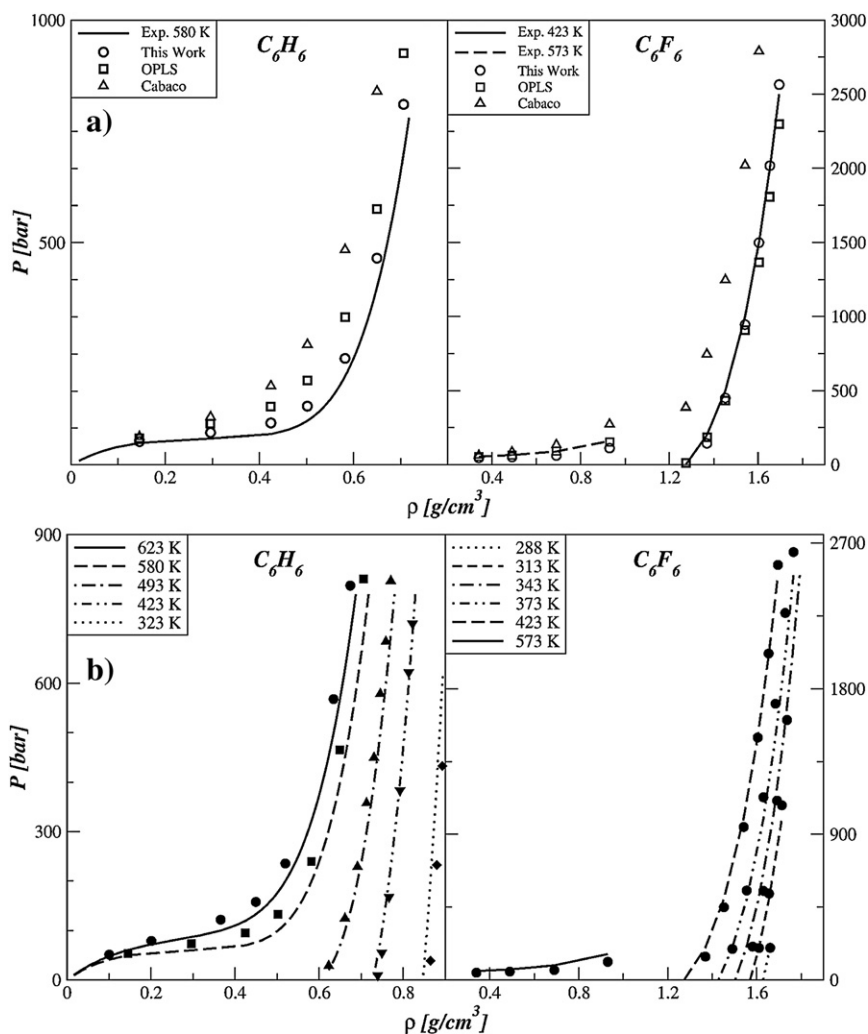 1000
Exp. 580 K
This Work
OPLS
Cabaco
C6H6
a)
500
0
P [bar]
0 0.2 0.4 0.6
Exp. 423 K
Exp. 573 K
This Work
OPLS
Cabaco
C6F6
3000
2500
2000
1500
1000
500
0
0.4 0.8 1.2 1.6
ρ [g/cm3]
900
623 K
580 K
493 K
423 K
323 K
C6H6
b)
600
300
0
P [bar]
0 0.2 0.4 0.6 0.8
288 K
313 K
343 K
373 K
423 K
573 K
C6F6
2700
1800
900
0
0.4 0.8 1.2 1.6
ρ [g/cm3]